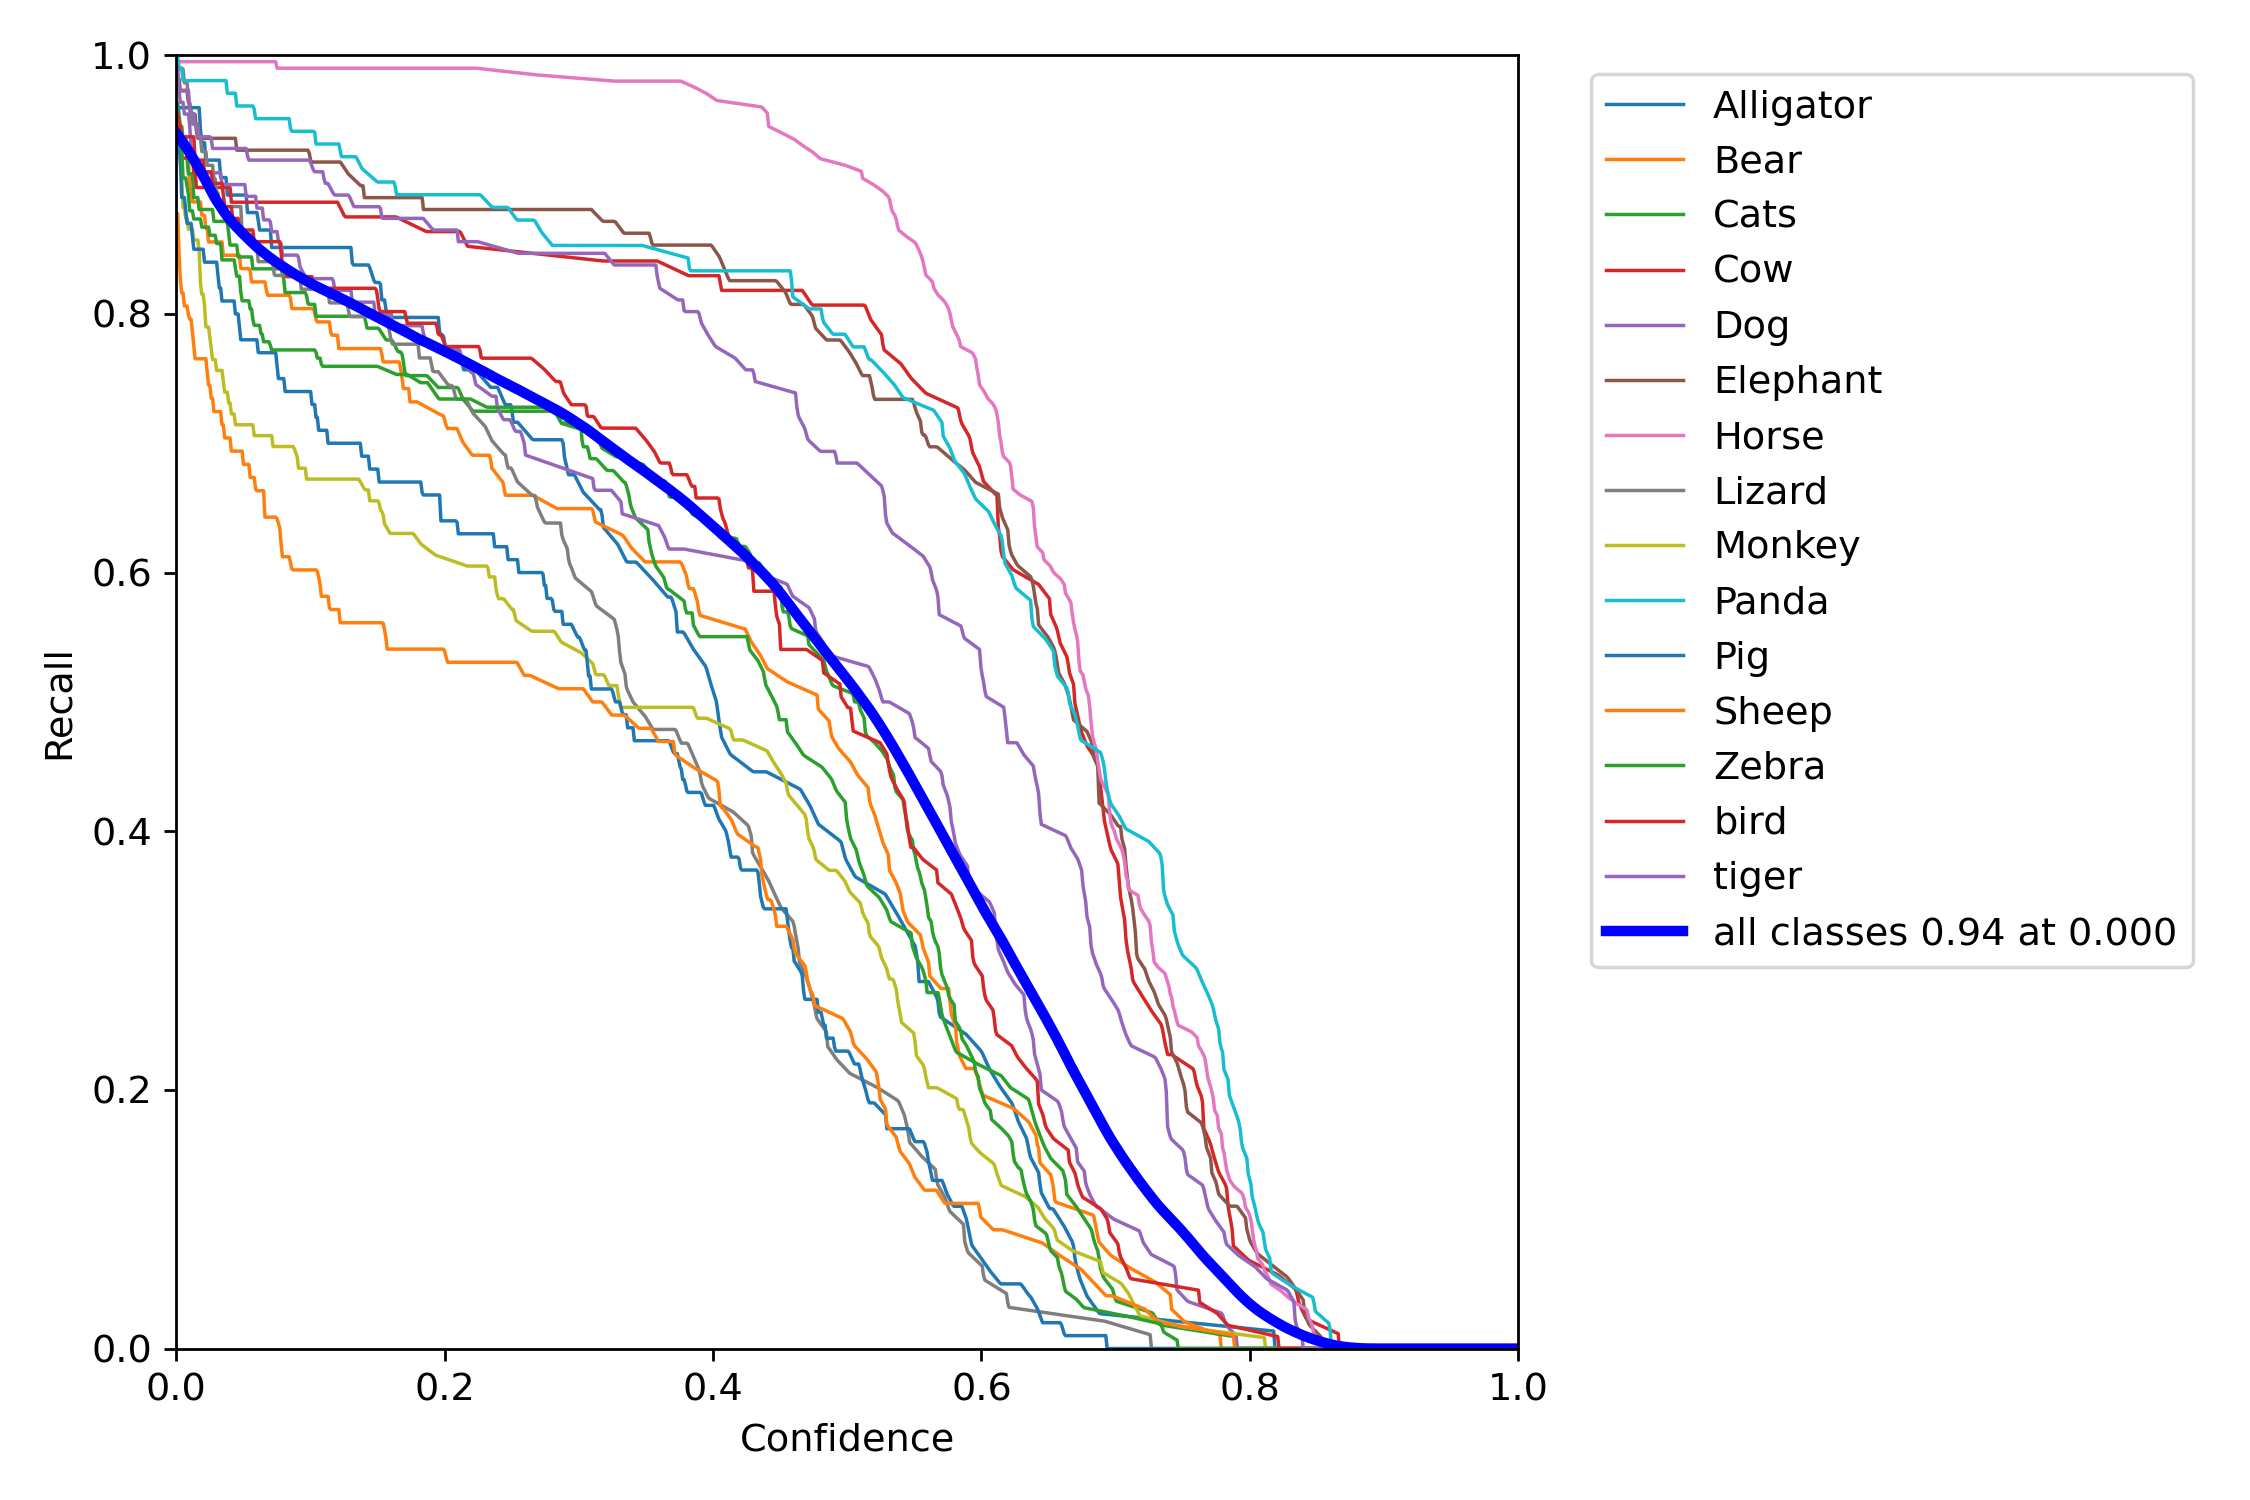 1.0
0.8
0.6
0.4
0.2
0.0
0.0 0.2 0.4 0.6 0.8 1.0
Recall
Confidence
Alligator
Bear
Cats
Cow
Dog
Elephant
Horse
Lizard
Monkey
Panda
Pig
Sheep
Zebra
bird
tiger
all classes 0.94 at 0.000